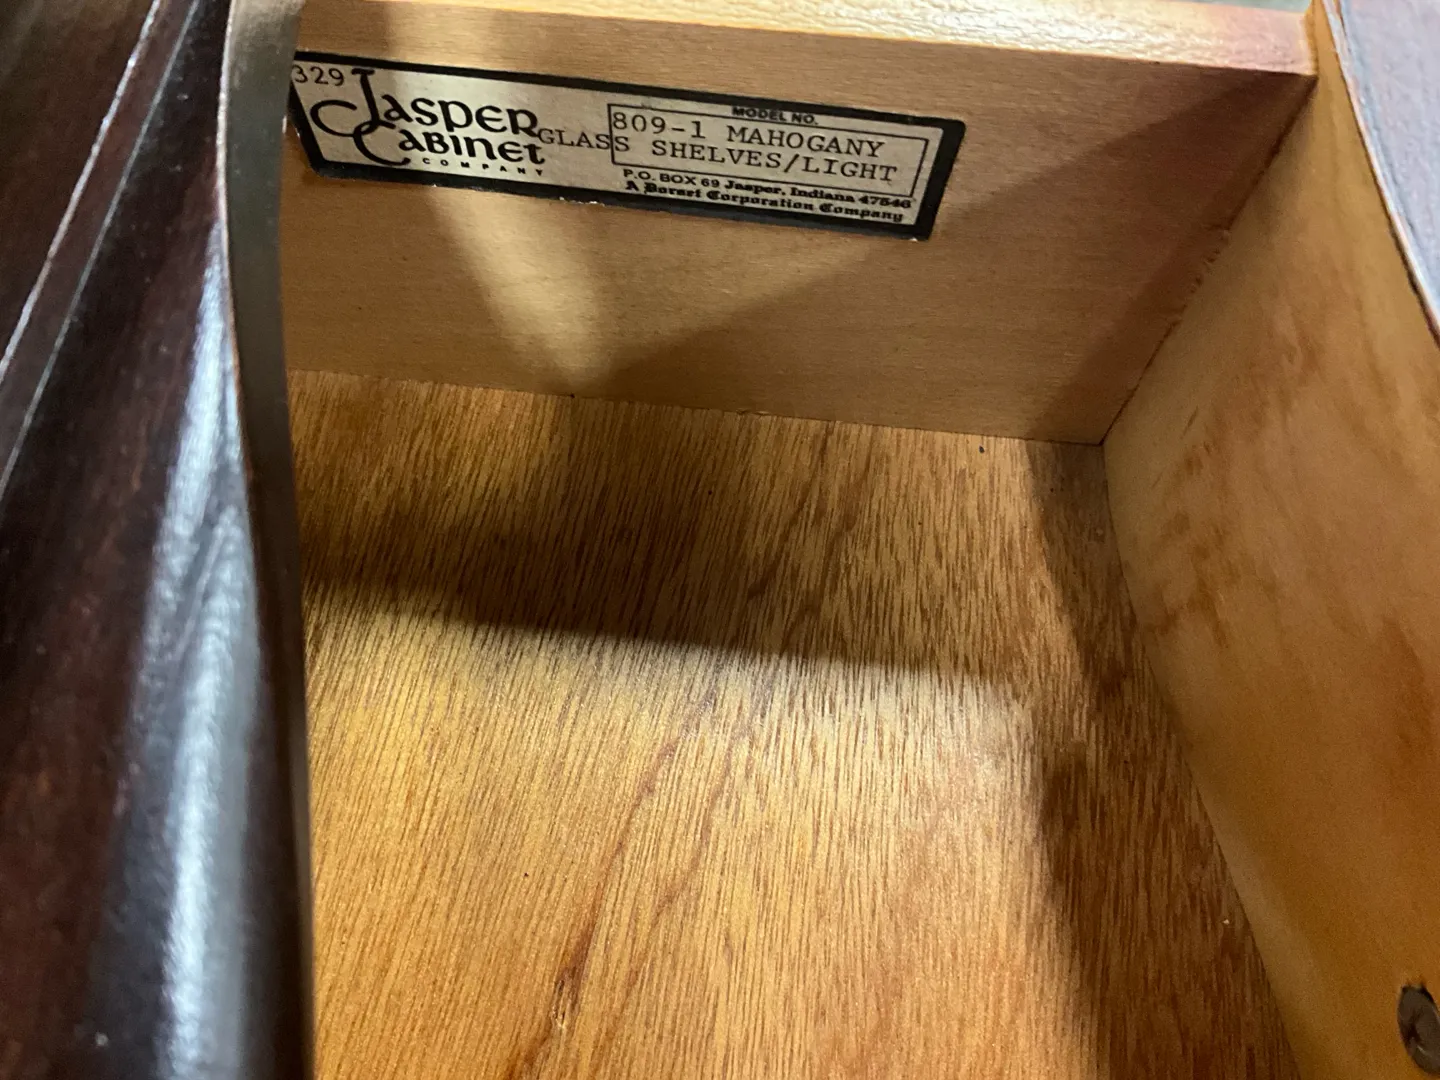 329
JASPER
CABINET
COMPANY
MODEL NO.
809-1 MAHOGANY
GLASS SHELVES/LIGHT
P.O. BOX 69 Jasper, Indiana 47546
A Dorset Corporation Company